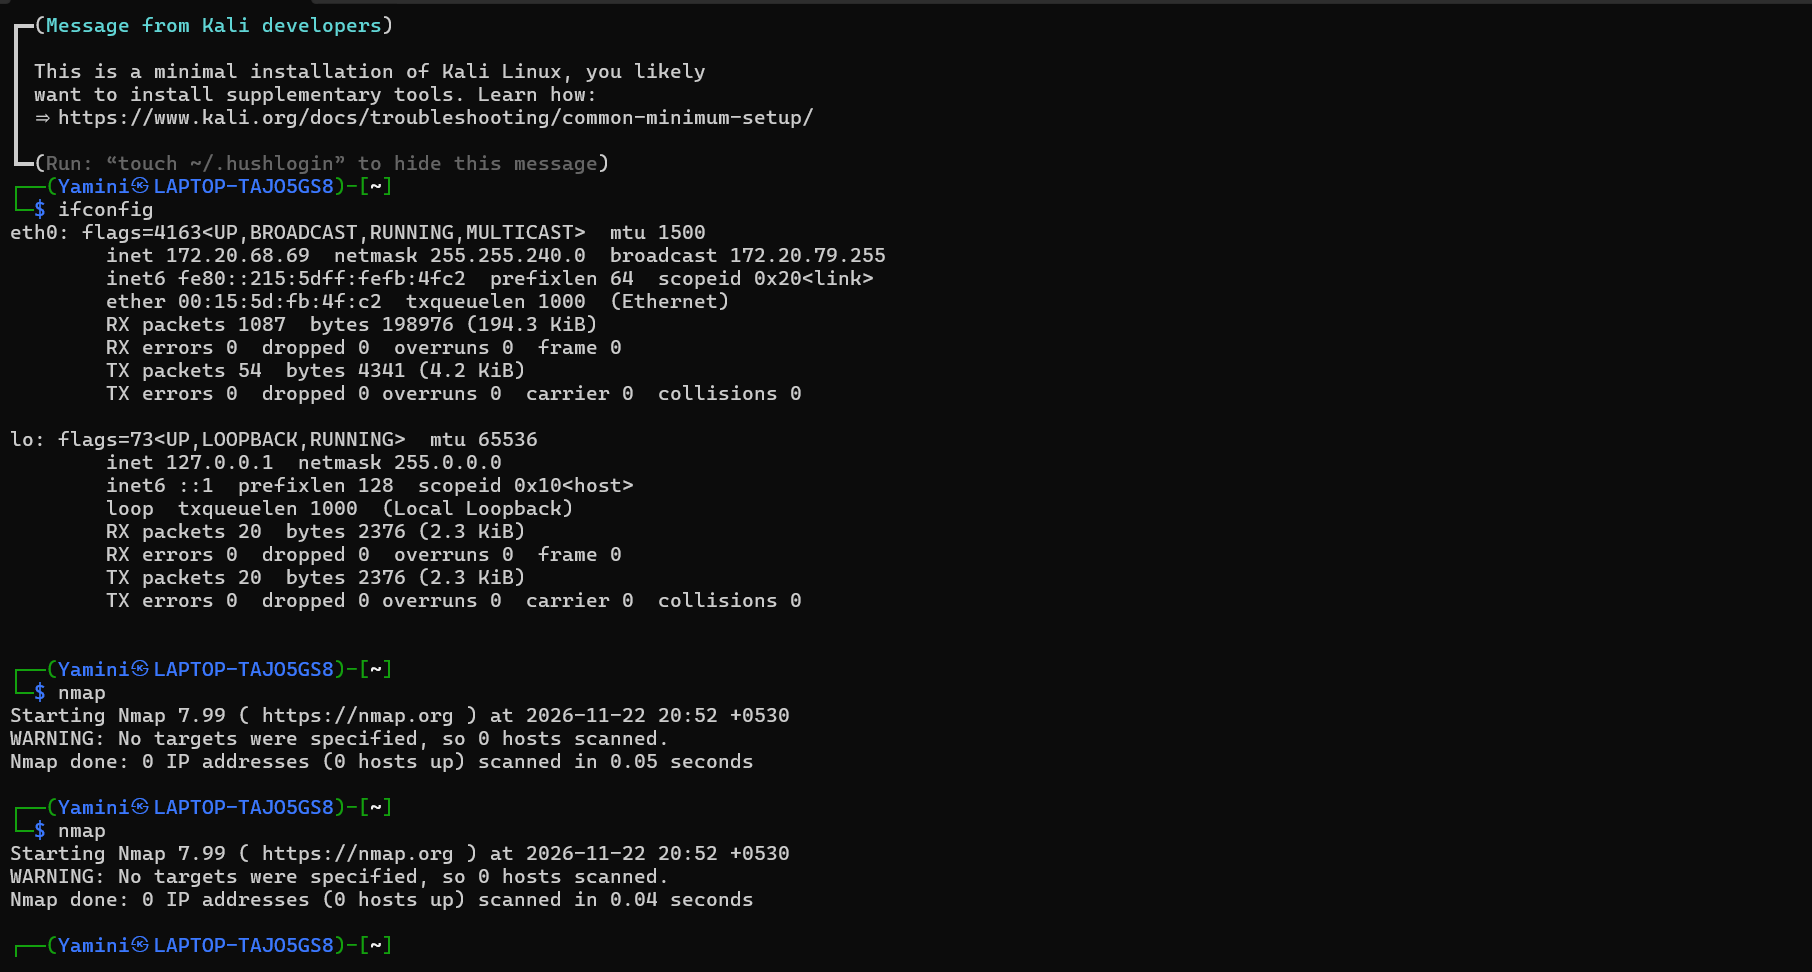 (Message from Kali developers)
This is a minimal installation of Kali Linux, you likely
want to install supplementary tools. Learn how:
⇒ https://www.kali.org/docs/troubleshooting/common-minimum-setup/
(Run: “touch ~/.hushlogin” to hide this message)
┌──(Yamini㉿LAPTOP-TAJO5GS8)-[~]
└─$ ifconfig
eth0: flags=4163<UP,BROADCAST,RUNNING,MULTICAST>  mtu 1500
        inet 172.20.68.69  netmask 255.255.240.0  broadcast 172.20.79.255
        inet6 fe80::215:5dff:fefb:4fc2  prefixlen 64  scopeid 0x20<link>
        ether 00:15:5d:fb:4f:c2  txqueuelen 1000  (Ethernet)
        RX packets 1087  bytes 198976 (194.3 KiB)
        RX errors 0  dropped 0  overruns 0  frame 0
        TX packets 54  bytes 4341 (4.2 KiB)
        TX errors 0  dropped 0 overruns 0  carrier 0  collisions 0

lo: flags=73<UP,LOOPBACK,RUNNING>  mtu 65536
        inet 127.0.0.1  netmask 255.0.0.0
        inet6 ::1  prefixlen 128  scopeid 0x10<host>
        loop  txqueuelen 1000  (Local Loopback)
        RX packets 20  bytes 2376 (2.3 KiB)
        RX errors 0  dropped 0  overruns 0  frame 0
        TX packets 20  bytes 2376 (2.3 KiB)
        TX errors 0  dropped 0 overruns 0  carrier 0  collisions 0

┌──(Yamini㉿LAPTOP-TAJO5GS8)-[~]
└─$ nmap
Starting Nmap 7.99 ( https://nmap.org ) at 2026-11-22 20:52 +0530
WARNING: No targets were specified, so 0 hosts scanned.
Nmap done: 0 IP addresses (0 hosts up) scanned in 0.05 seconds

┌──(Yamini㉿LAPTOP-TAJO5GS8)-[~]
└─$ nmap
Starting Nmap 7.99 ( https://nmap.org ) at 2026-11-22 20:52 +0530
WARNING: No targets were specified, so 0 hosts scanned.
Nmap done: 0 IP addresses (0 hosts up) scanned in 0.04 seconds

┌──(Yamini㉿LAPTOP-TAJO5GS8)-[~]